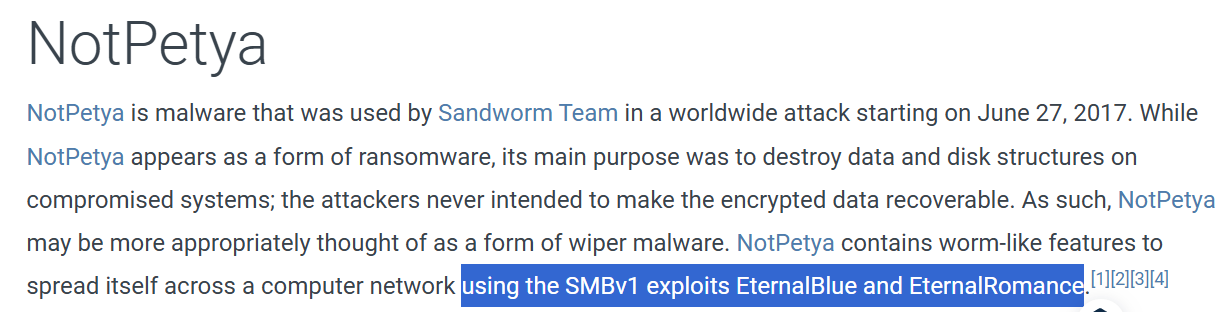 NotPetya
NotPetya is malware that was used by Sandworm Team in a worldwide attack starting on June 27, 2017. While
NotPetya appears as a form of ransomware, its main purpose was to destroy data and disk structures on
compromised systems; the attackers never intended to make the encrypted data recoverable. As such, NotPetya
may be more appropriately thought of as a form of wiper malware. NotPetya contains worm-like features to
spread itself across a computer network using the SMBv1 exploits EternalBlue and EternalRomance.[1][2][3][4]